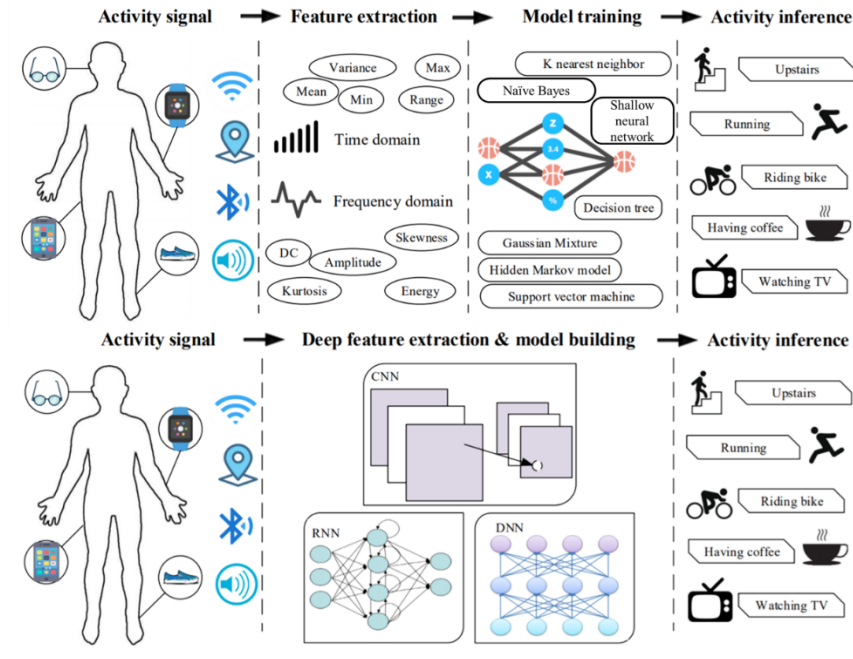 Activity signal
Feature extraction
Model training
Activity inference
Variance
Max
Mean
Min
Range
Time domain
Frequency domain
Skewness
DC
Amplitude
Kurtosis
Energy
K nearest neighbor
Naïve Bayes
Shallow
neural
network
Z
3.4
X
%
Decision tree
Gaussian Mixture
Hidden Markov model
Support vector machine
Upstairs
Running
Riding bike
Having coffee
Watching TV
Activity signal
Deep feature extraction & model building
Activity inference
CNN
RNN
DNN
Upstairs
Running
Riding bike
Having coffee
Watching TV